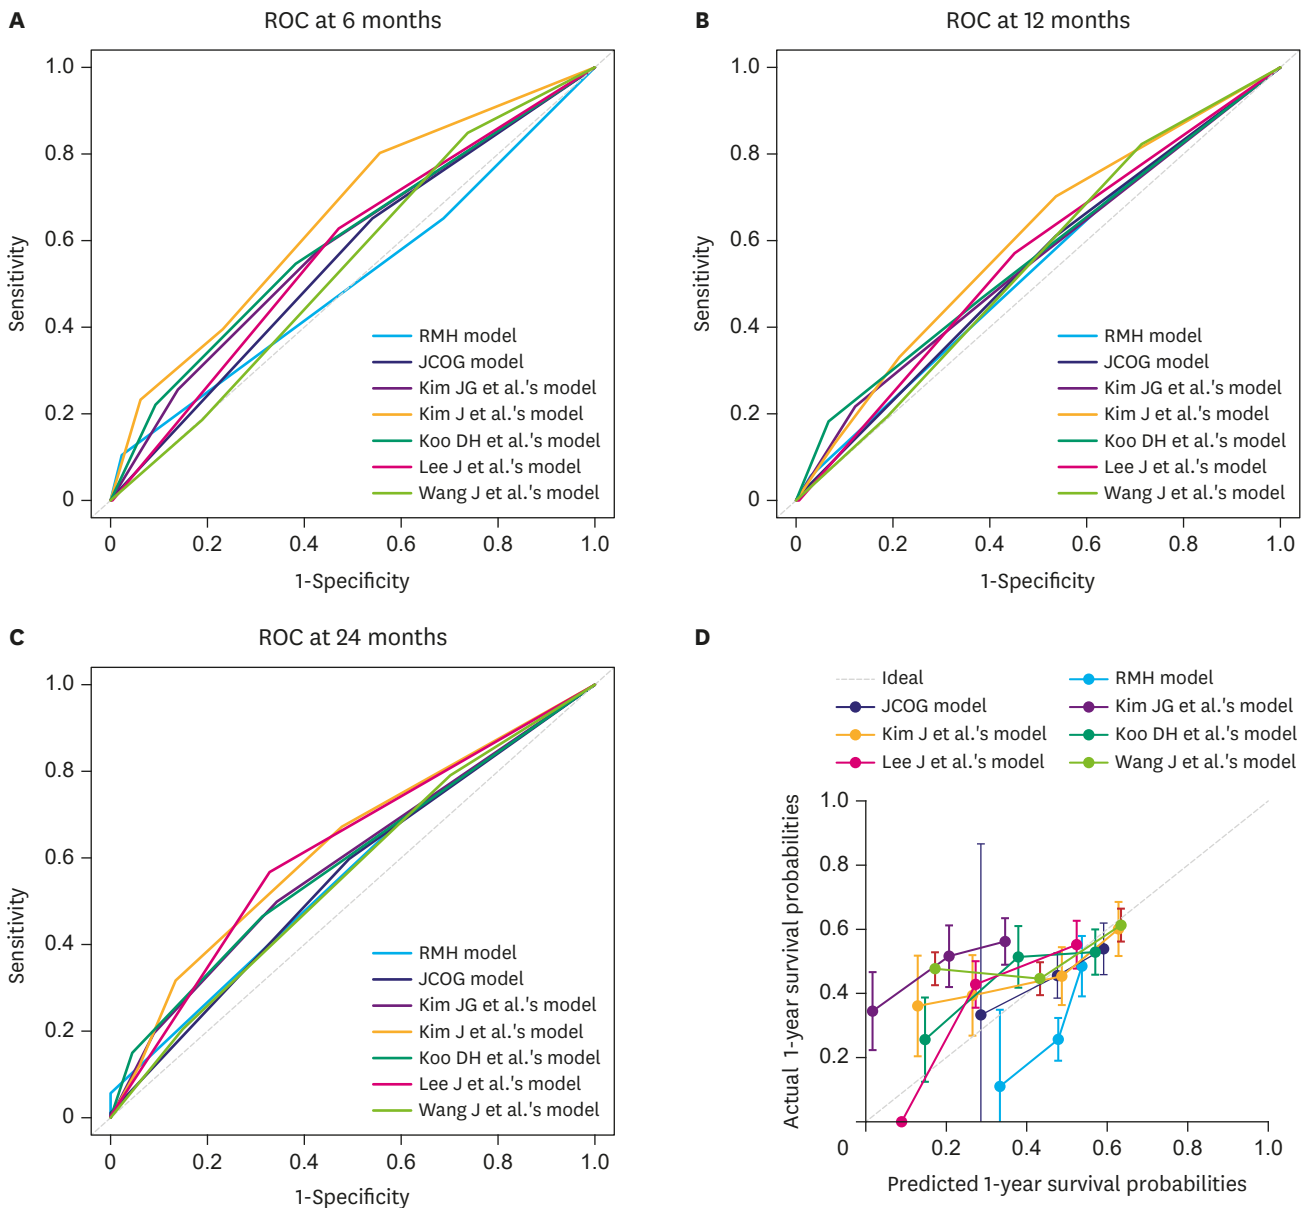 A
ROC at 6 months
1.0
0.8
0.6
0.4
0.2
0
Sensitivity
RMH model
JCOG model
Kim JG et al.'s model
Kim J et al.'s model
Koo DH et al.'s model
Lee J et al.'s model
Wang J et al.'s model
0 0.2 0.4 0.6 0.8 1.0
1-Specificity
B
ROC at 12 months
1.0
0.8
0.6
0.4
0.2
0
Sensitivity
RMH model
JCOG model
Kim JG et al.'s model
Kim J et al.'s model
Koo DH et al.'s model
Lee J et al.'s model
Wang J et al.'s model
0 0.2 0.4 0.6 0.8 1.0
1-Specificity
C
ROC at 24 months
1.0
0.8
0.6
0.4
0.2
0
Sensitivity
RMH model
JCOG model
Kim JG et al.'s model
Kim J et al.'s model
Koo DH et al.'s model
Lee J et al.'s model
Wang J et al.'s model
0 0.2 0.4 0.6 0.8 1.0
1-Specificity
D
Ideal RMH model
JCOG model Kim JG et al.'s model
Kim J et al.'s model Koo DH et al.'s model
Lee J et al.'s model Wang J et al.'s model
1.0
0.8
0.6
0.4
0.2
Actual 1-year survival probabilities
0 0.2 0.4 0.6 0.8 1.0
Predicted 1-year survival probabilities